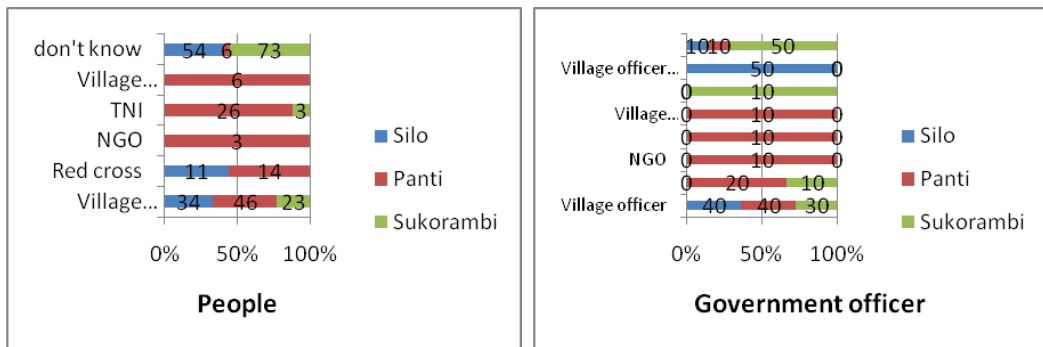 don't know
54 6 73
Village...
6
TNI
26 3
NGO
3
Red cross
11 14
Village...
34 46 23
0% 50% 100%
Silo
Panti
Sukorambi
People
10 10 50
Village officer...
50 0
0 10
Village...
0 10 0
0 10 0
NGO
0 10 0
0 20 10
Village officer
40 40 30
0% 50% 100%
Silo
Panti
Sukorambi
Government officer